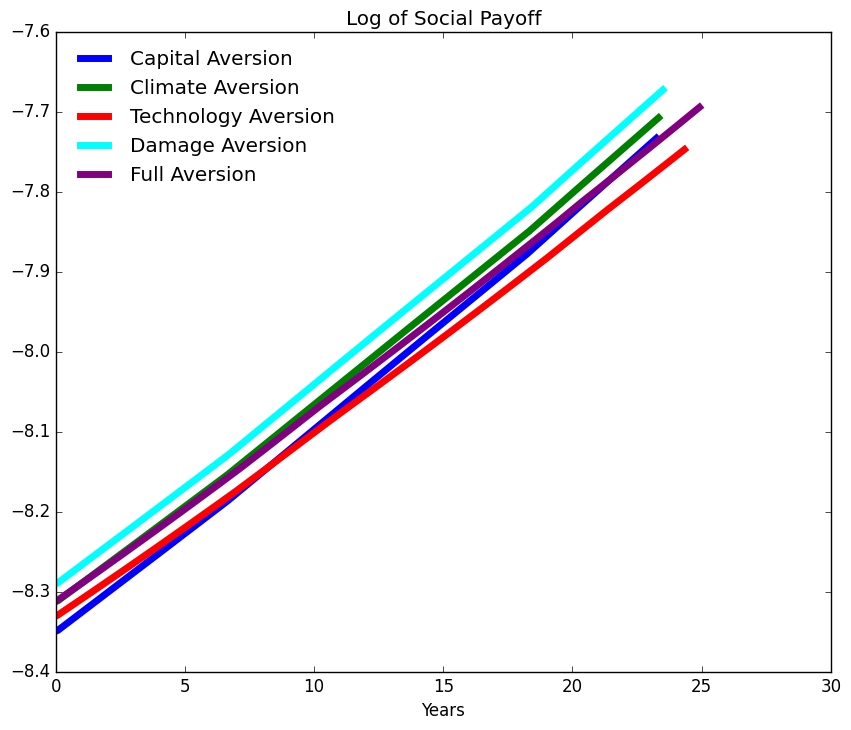 Log of Social Payoff
−7.6
−7.7
−7.8
−7.9
−8.0
−8.1
−8.2
−8.3
−8.4
Capital Aversion
Climate Aversion
Technology Aversion
Damage Aversion
Full Aversion
0 5 10 15 20 25 30
Years